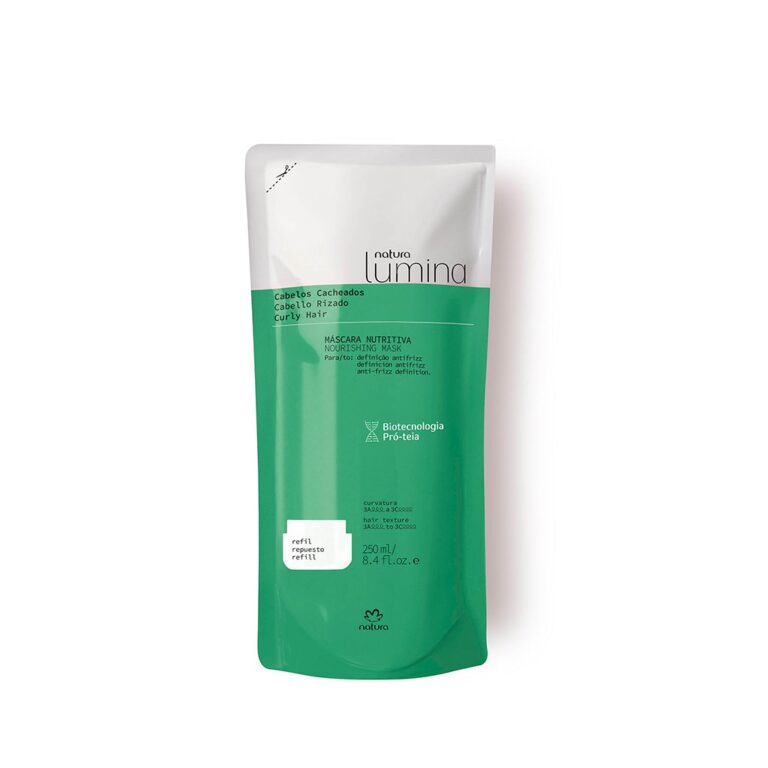 natura
lumina
Cabelos Cacheados
Cabello Rizado
Curly Hair
MÁSCARA NUTRITIVA
NOURISHING MASK
Para/to: definição antifrizz
definición antifrizz
anti-frizz definition.
Biotecnologia
Pró-teia
curvatura
3A a 3C
hair texture
3A to 3C
refil
repuesto
refill
250 ml/
8.4 fl.oz. e
natura